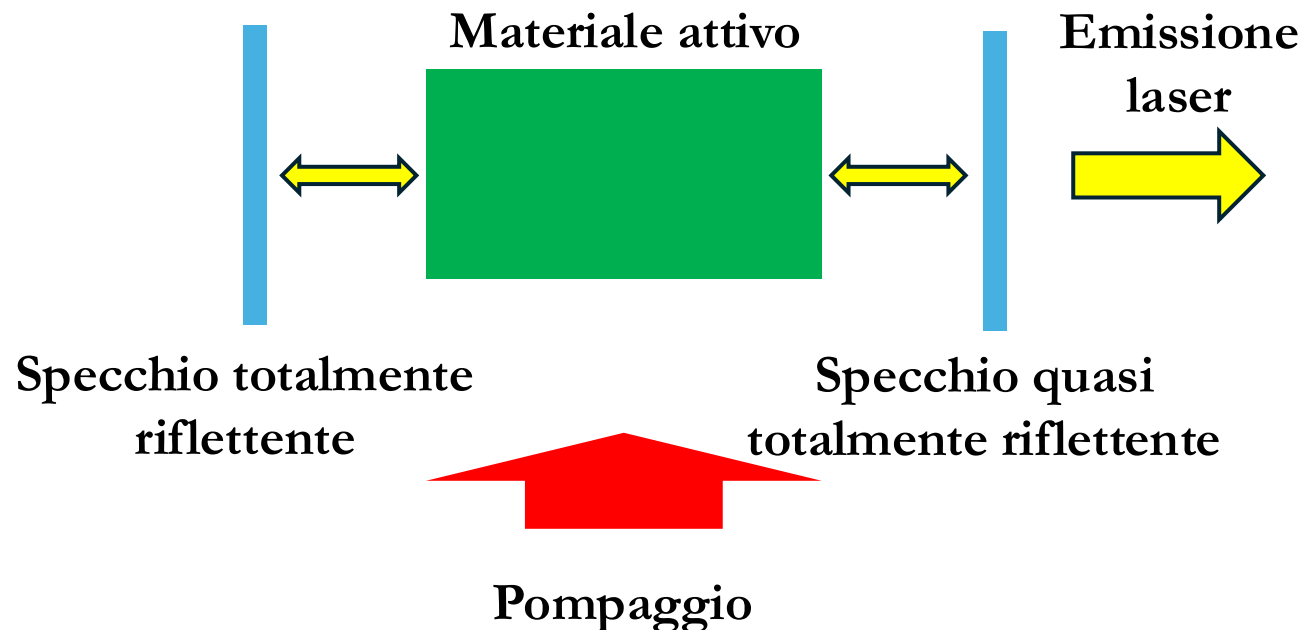 Materiale attivo
Emissione
laser
Specchio totalmente
riflettente
Specchio quasi
totalmente riflettente
Pompaggio